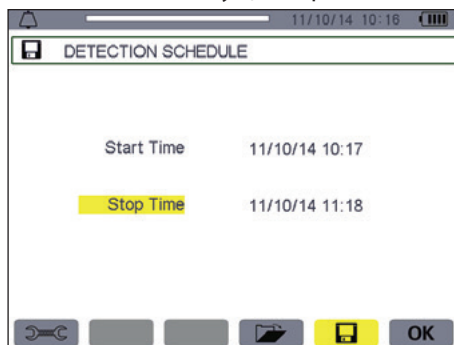 11/10/14 10:16
DETECTION SCHEDULE
Start Time 11/10/14 10:17
Stop Time 11/10/14 11:18
OK